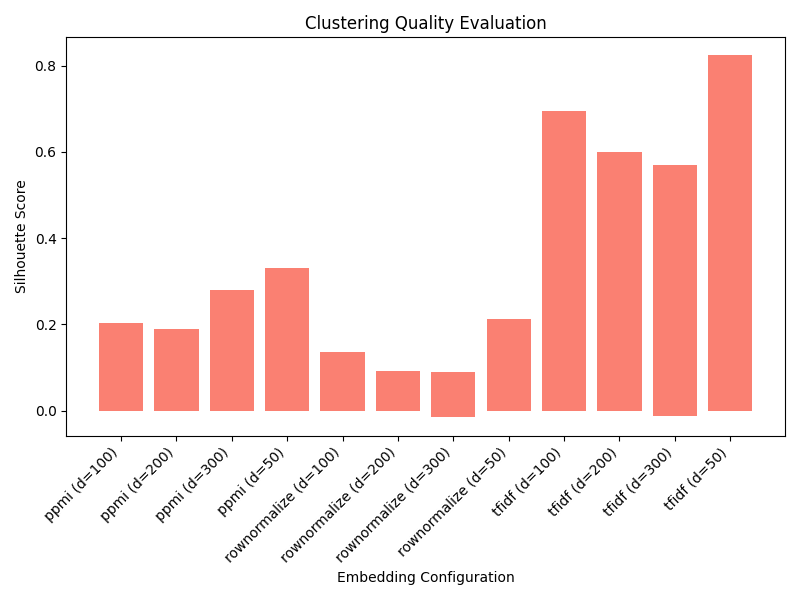 Clustering Quality Evaluation
Silhouette Score
0.8
0.6
0.4
0.2
0.0
ppmi (d=100)
ppmi (d=200)
ppmi (d=300)
ppmi (d=50)
rownormalize (d=100)
rownormalize (d=200)
rownormalize (d=300)
rownormalize (d=50)
tfidf (d=100)
tfidf (d=200)
tfidf (d=300)
tfidf (d=50)
Embedding Configuration